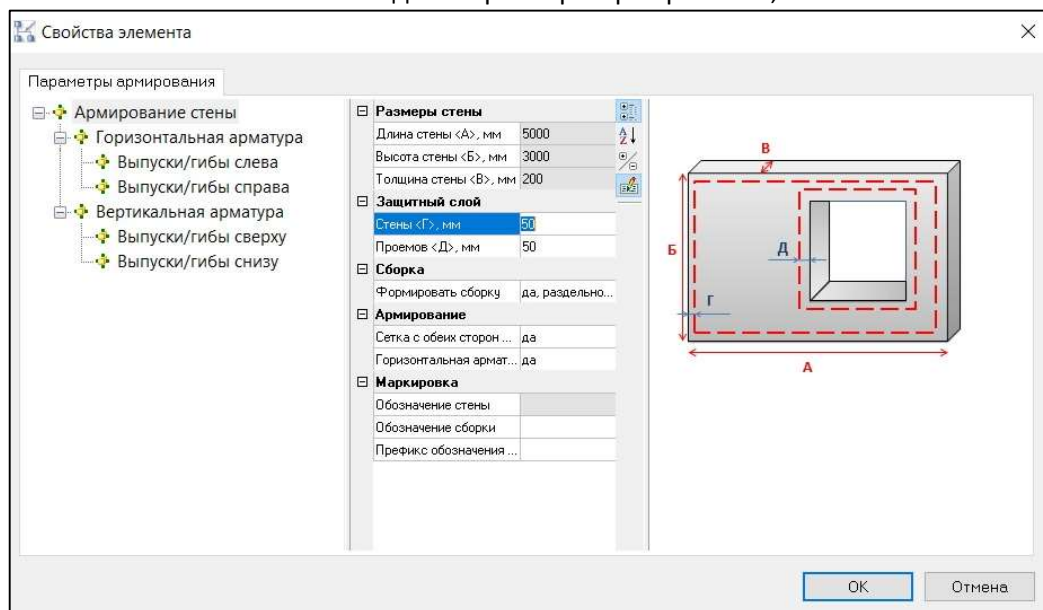 Свойства элемента
Параметры армирования
Армирование стены
Горизонтальная арматура
Выпуски/гибы слева
Выпуски/гибы справа
Вертикальная арматура
Выпуски/гибы сверху
Выпуски/гибы снизу
Размеры стены
Длина стены <А>, мм 5000
Высота стены <Б>, мм 3000
Толщина стены <В>, мм 200
Защитный слой
Стены <Г>, мм 50
Проемов <Д>, мм 50
Сборка
Формировать сборку да, раздельно...
Армирование
Сетка с обеих сторон ... да
Горизонтальная армат... да
Маркировка
Обозначение стены
Обозначение сборки
Префикс обозначения ...
A
Z
В
Б
Д
Г
А
OK
Отмена